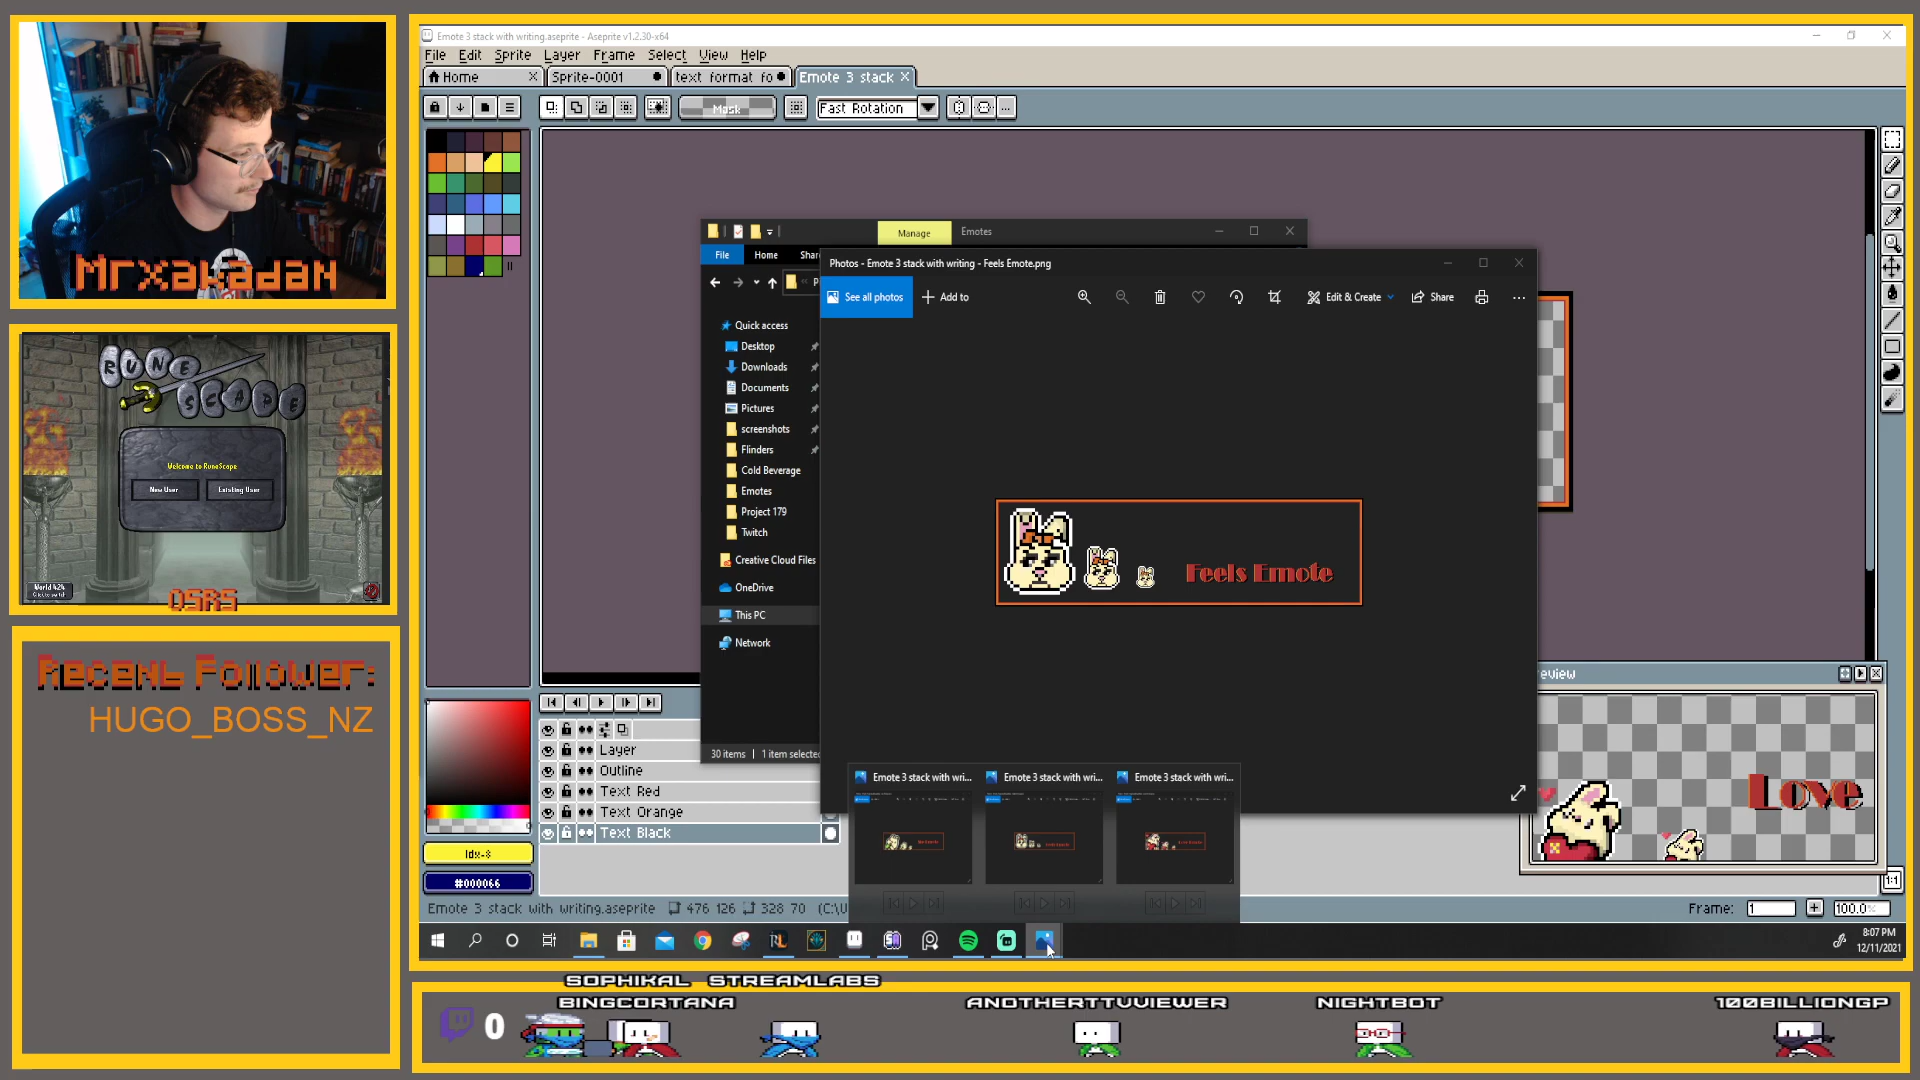 Mrxakadan
RUNE
SCAPE
Welcome to RuneScape
New User
Existing User
OSRS
Recent Follower:
HUGO_BOSS_NZ
Emote 3 stack with writing.aseprite - Aseprite v1.2.30-x64
File Edit Sprite Layer Frame Select View Help
Home Sprite-0001 text format fo Emote 3 stack
Mask
Fast Rotation
Manage Emotes
File Home Shar
Photos - Emote 3 stack with writing - Feels Emote.png
See all photos Add to Edit & Create Share
Quick access
Desktop
Downloads
Documents
Pictures
screenshots
Flinders
Cold Beverage
Emotes
Project 179
Twitch
Creative Cloud Files
OneDrive
This PC
Network
30 items 1 item selected
Feels Emote
eview
Love
Layer
Outline
Text Red
Text Orange
Text Black
Idx-8
#000066
Emote 3 stack with wri... Emote 3 stack with wri... Emote 3 stack with wri...
Emote 3 stack with writing.aseprite 476 126 328 70 (C:\U
Frame: 1 100.0
1:1
8:07 PM
12/11/2021
SOPHIKAL STREAMLABS
BINGCORTANA ANOTHERTTVVIEWER NIGHTBOT 100BILLIONGP
0